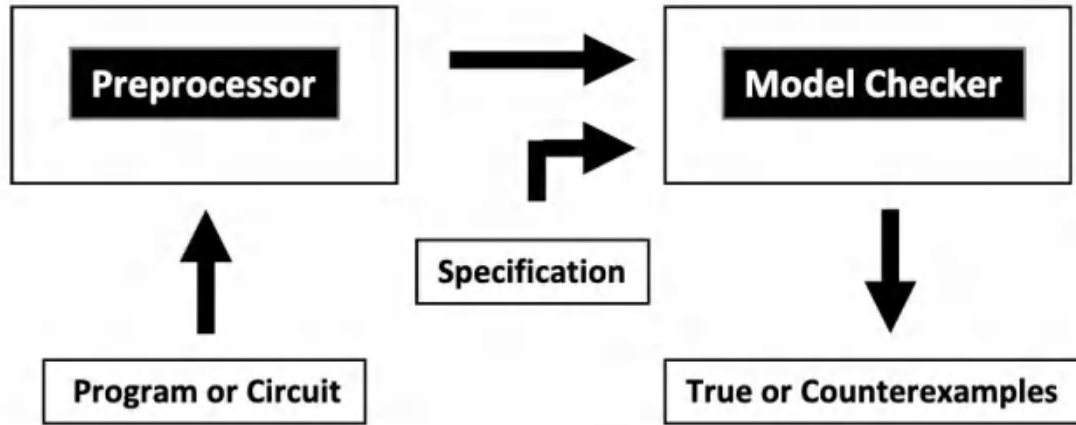 Preprocessor
Model Checker
Specification
Program or Circuit
True or Counterexamples